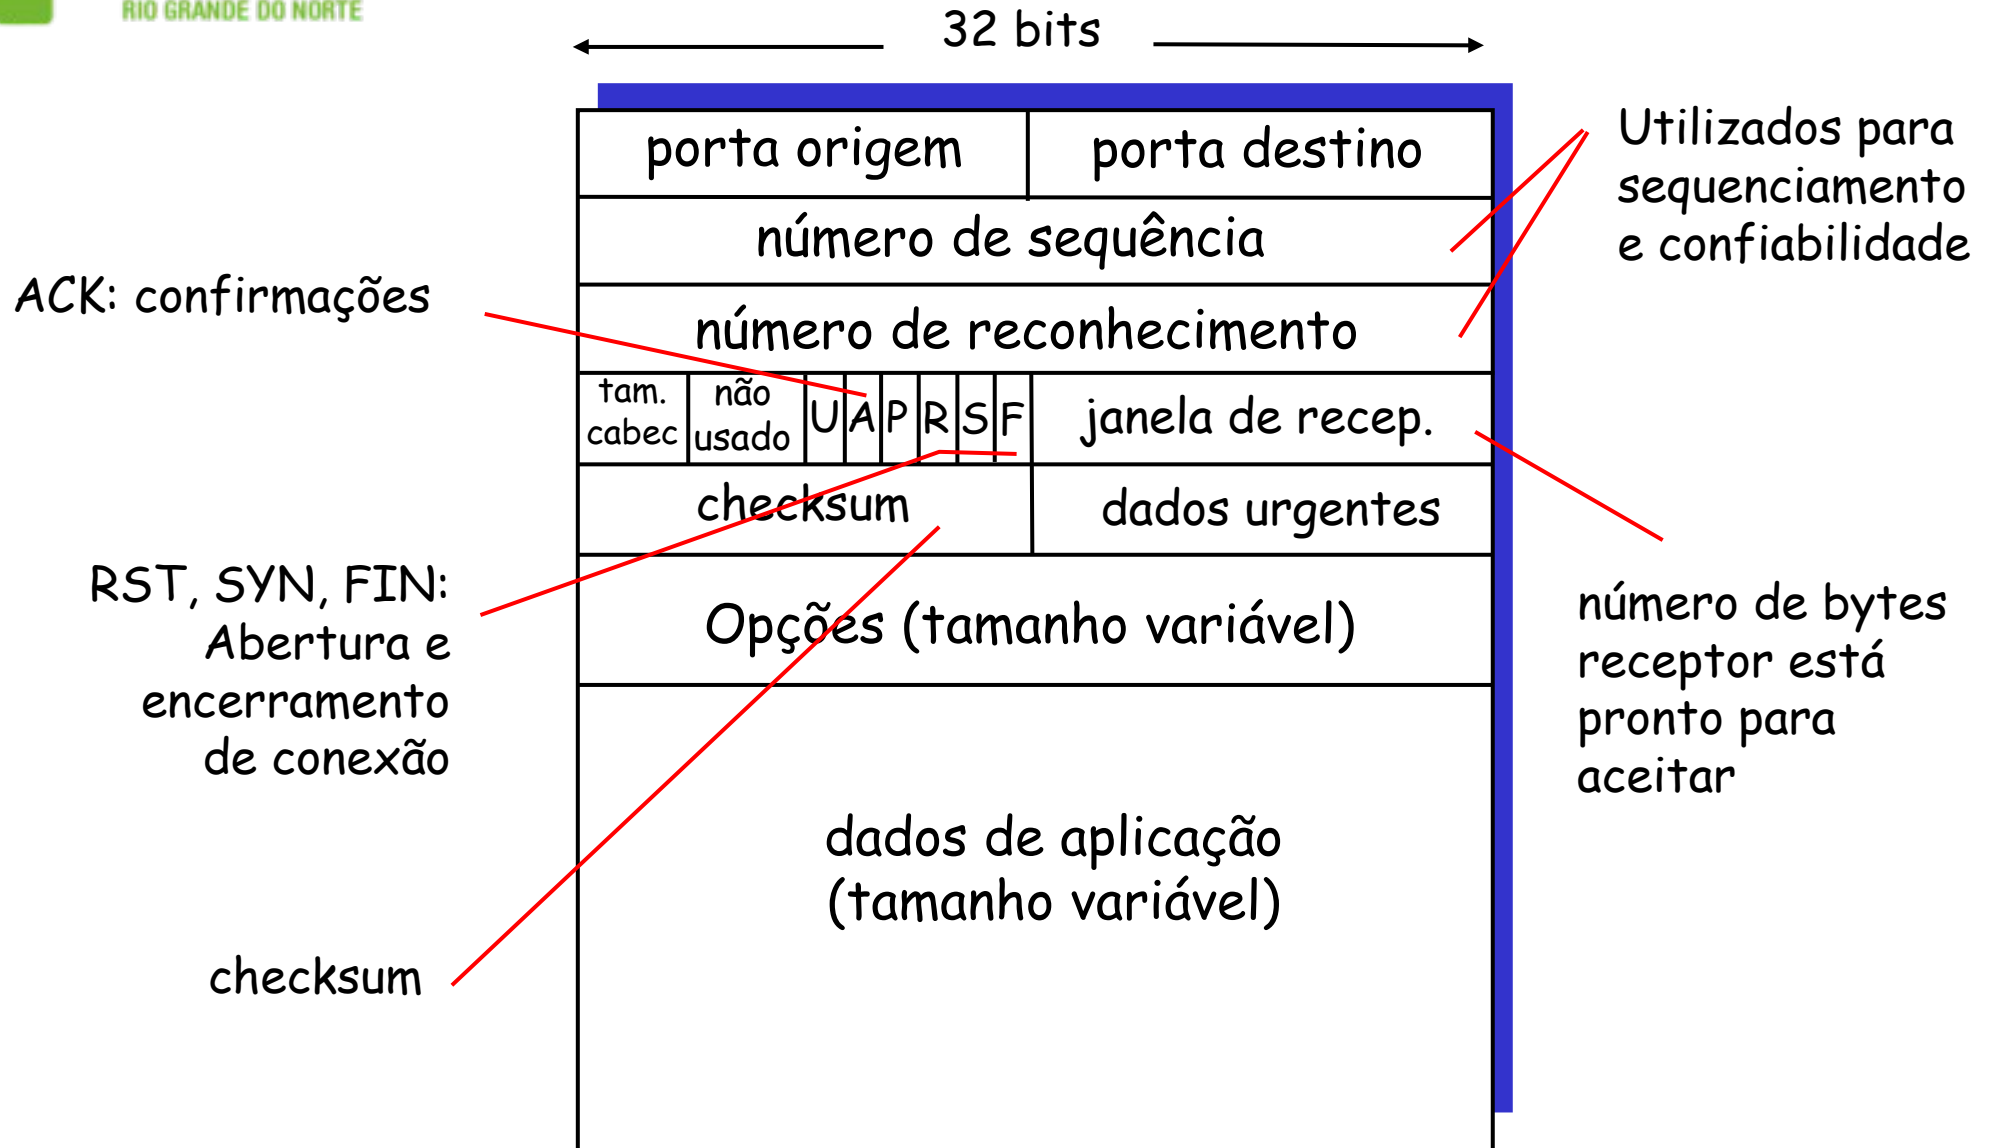 RIO GRANDE DO NORTE
32 bits
porta origem
porta destino
Utilizados para
sequenciamento
e confiabilidade
número de sequência
ACK: confirmações
número de reconhecimento
tam.
cabec
não
usado
U A P R S F
janela de recep.
checksum
dados urgentes
RST, SYN, FIN:
Abertura e
encerramento
de conexão
Opções (tamanho variável)
número de bytes
receptor está
pronto para
aceitar
dados de aplicação
(tamanho variável)
checksum